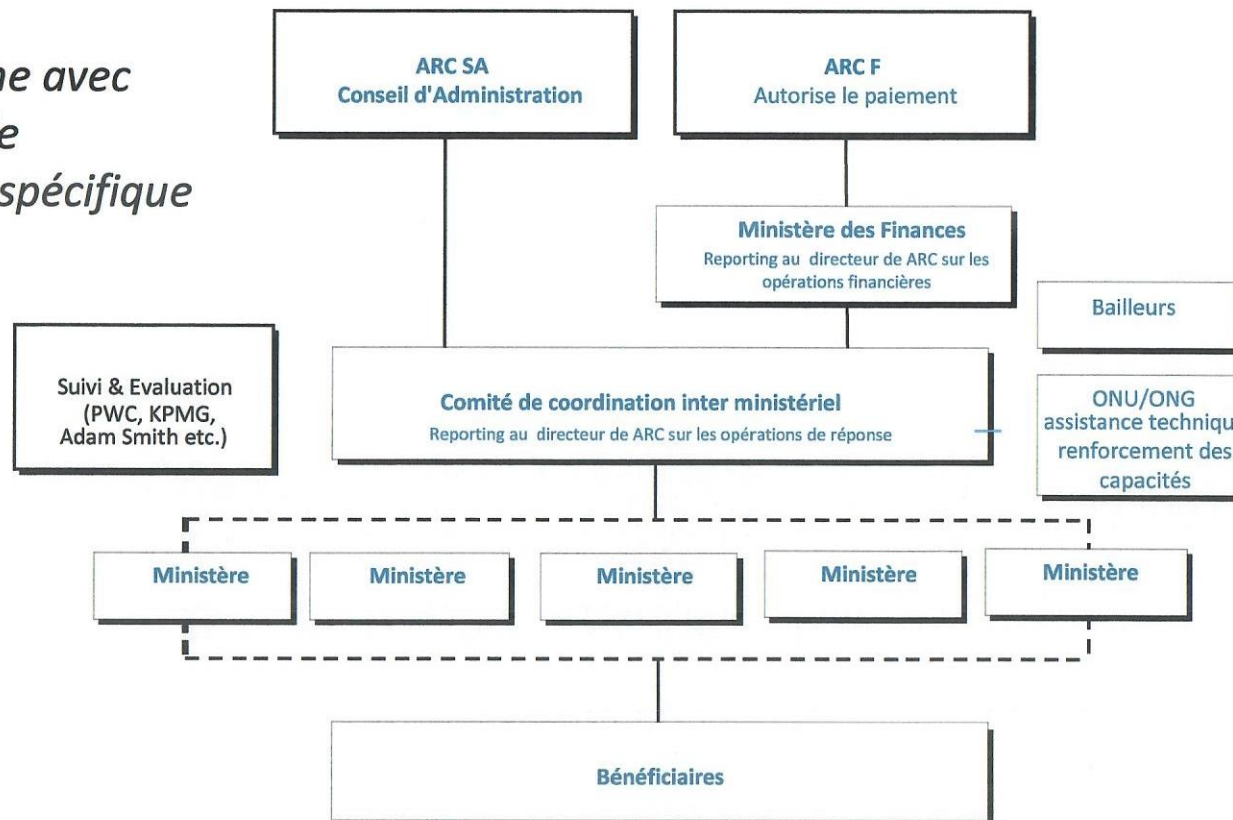 ne avec
le
spécifique
ARC SA
Conseil d'Administration
ARC F
Autorise le paiement
Ministère des Finances
Reporting au directeur de ARC sur les
opérations financières
Bailleurs
Suivi & Evaluation
(PWC, KPMG,
Adam Smith etc.)
Comité de coordination inter ministériel
Reporting au directeur de ARC sur les opérations de réponse
ONU/ONG
assistance techniqu
renforcement des
capacités
Ministère
Ministère
Ministère
Ministère
Ministère
Bénéficiaires